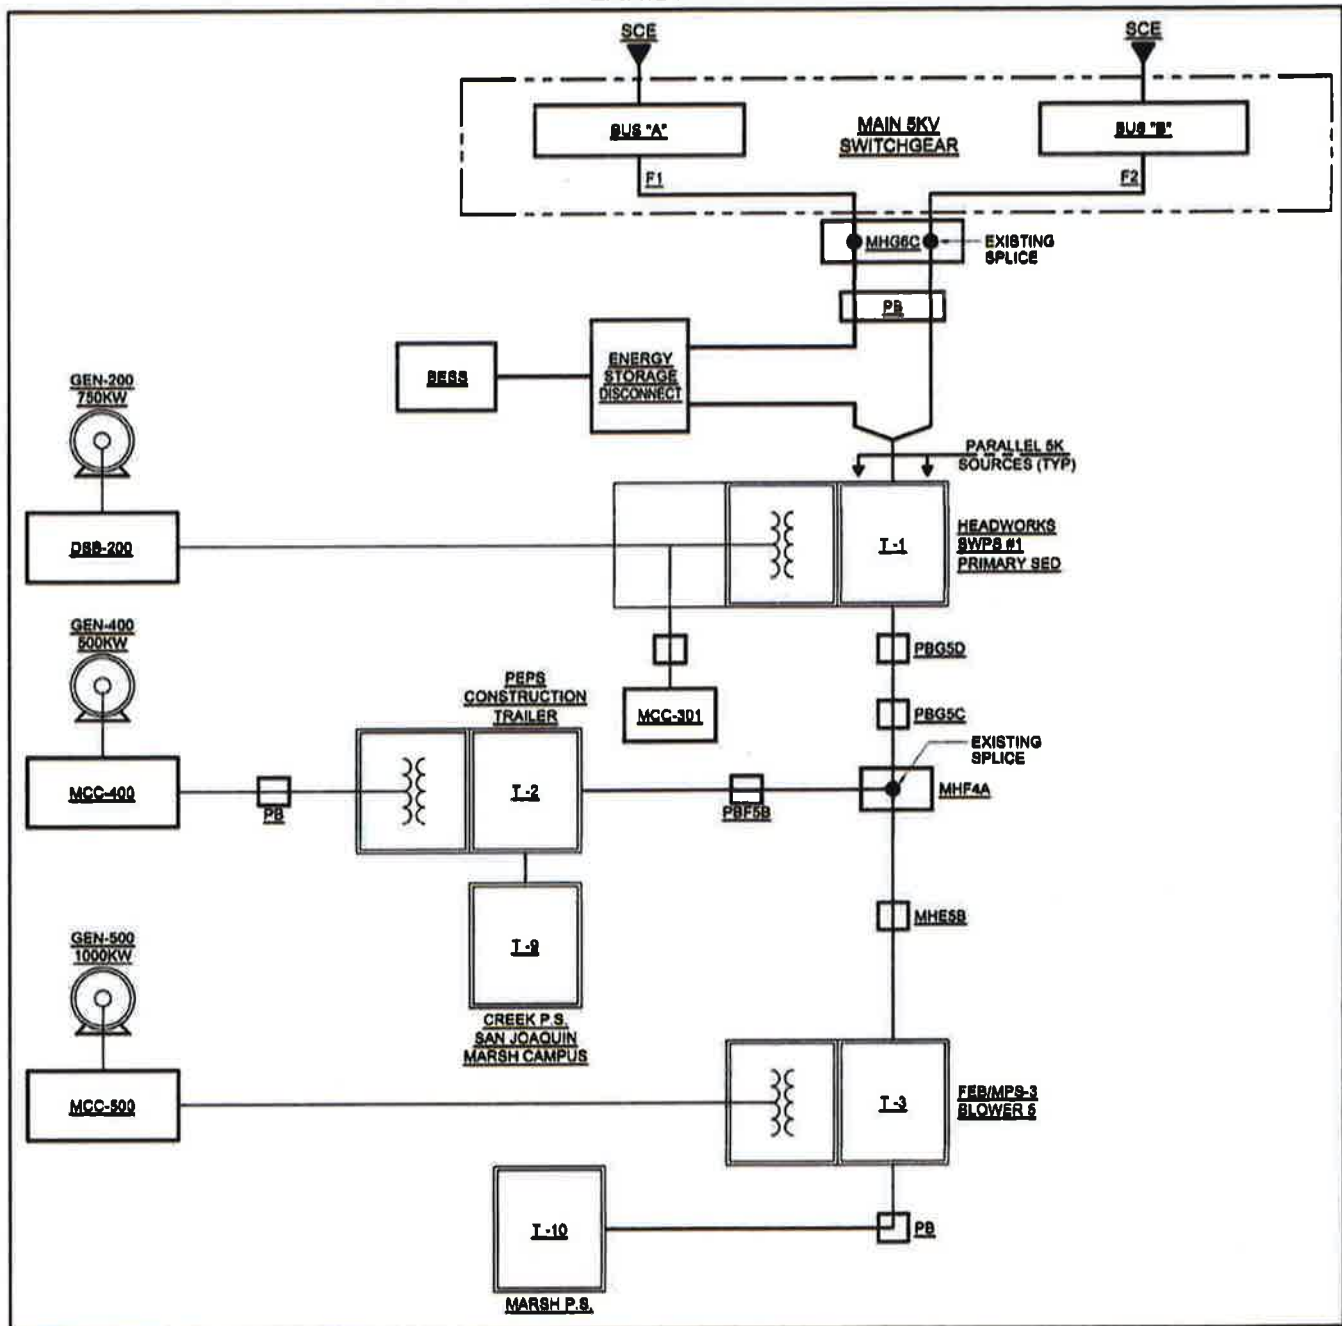 SCE
SCE
BUS "A"
MAIN 5KV
SWITCHGEAR
BUS "B"
F1
F2
MHG6C
EXISTING
SPLICE
PB
ENERGY
STORAGE
DISCONNECT
BESS
GEN-200
750KW
PARALLEL 5K
SOURCES (TYP)
DSB-200
T-1
HEADWORKS
SWPS #1
PRIMARY SED
GEN-400
500KW
PBG5D
MCC-301
PBG5C
PEPS
CONSTRUCTION
TRAILER
EXISTING
SPLICE
MCC-400
PB
T-2
PBF5B
MHF4A
MHE5B
T-9
GEN-500
1000KW
CREEK P.S.
SAN JOAQUIN
MARSH CAMPUS
MCC-500
T-3
FEB/MPS-3
BLOWER 5
T-10
PB
MARSH P.S.